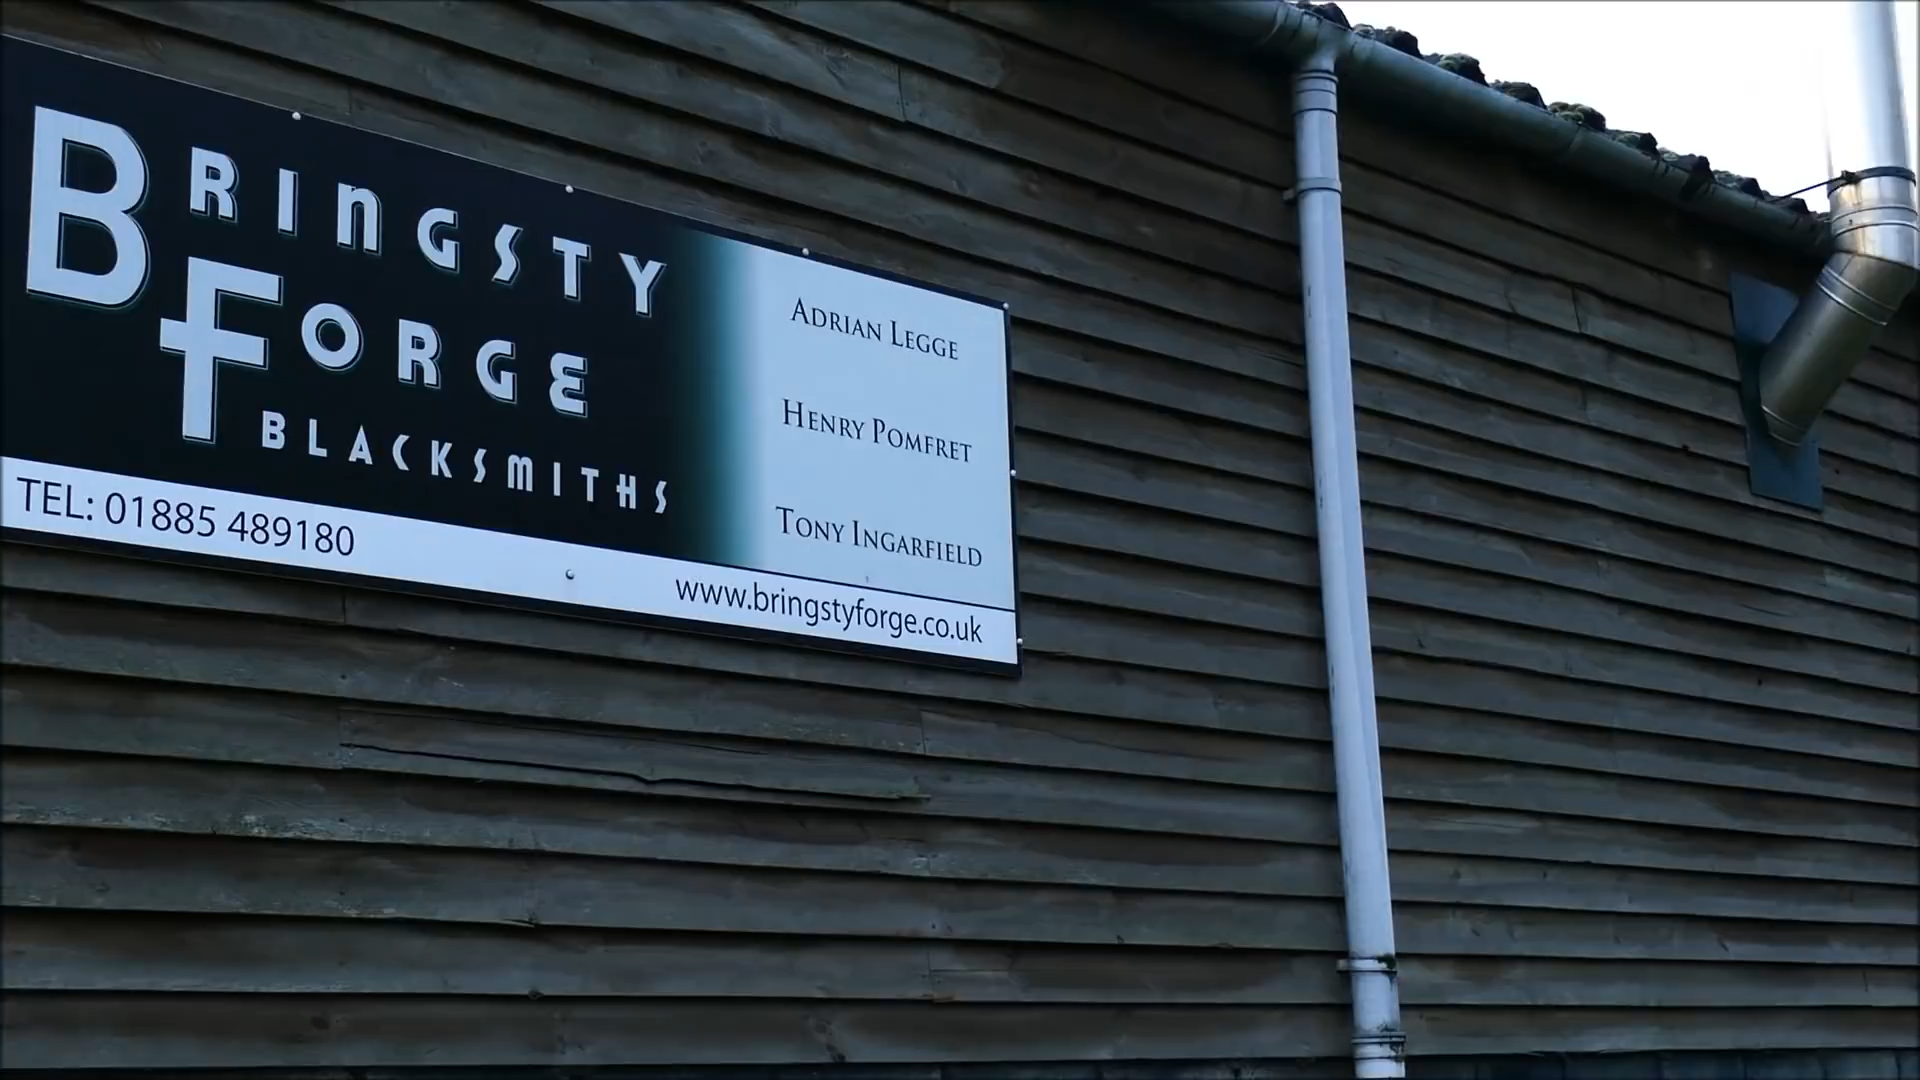 BRINGSTY
FORGE
BLACKSMITHS
ADRIAN LEGGE
HENRY POMFRET
TONY INGARFIELD
TEL: 01885 489180
www.bringstyforge.co.uk